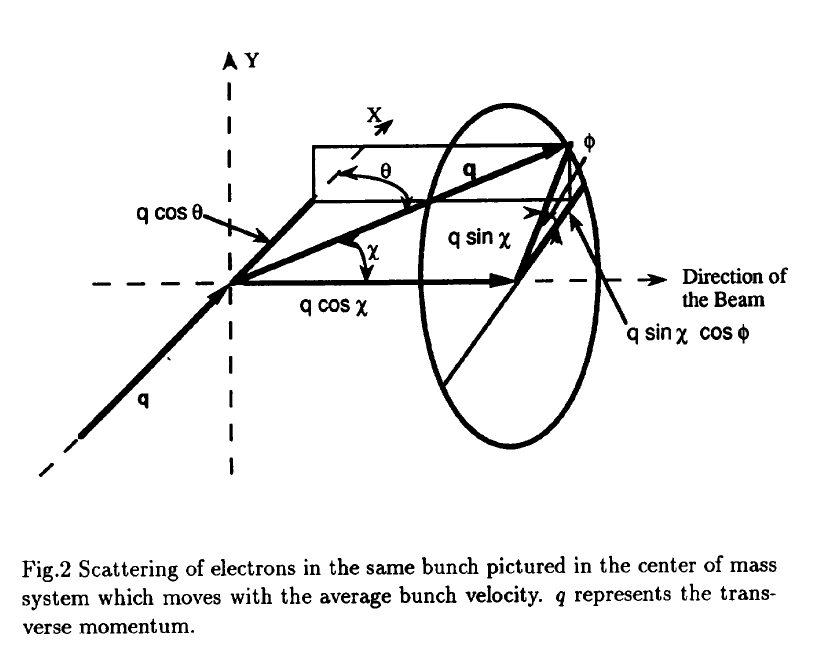 Y
X
θ
q
ϕ
q cos θ
q sin χ
χ
Direction of
the Beam
q cos χ
q sin χ cos ϕ
q
Fig.2 Scattering of electrons in the same bunch pictured in the center of mass
system which moves with the average bunch velocity. q represents the trans-
verse momentum.